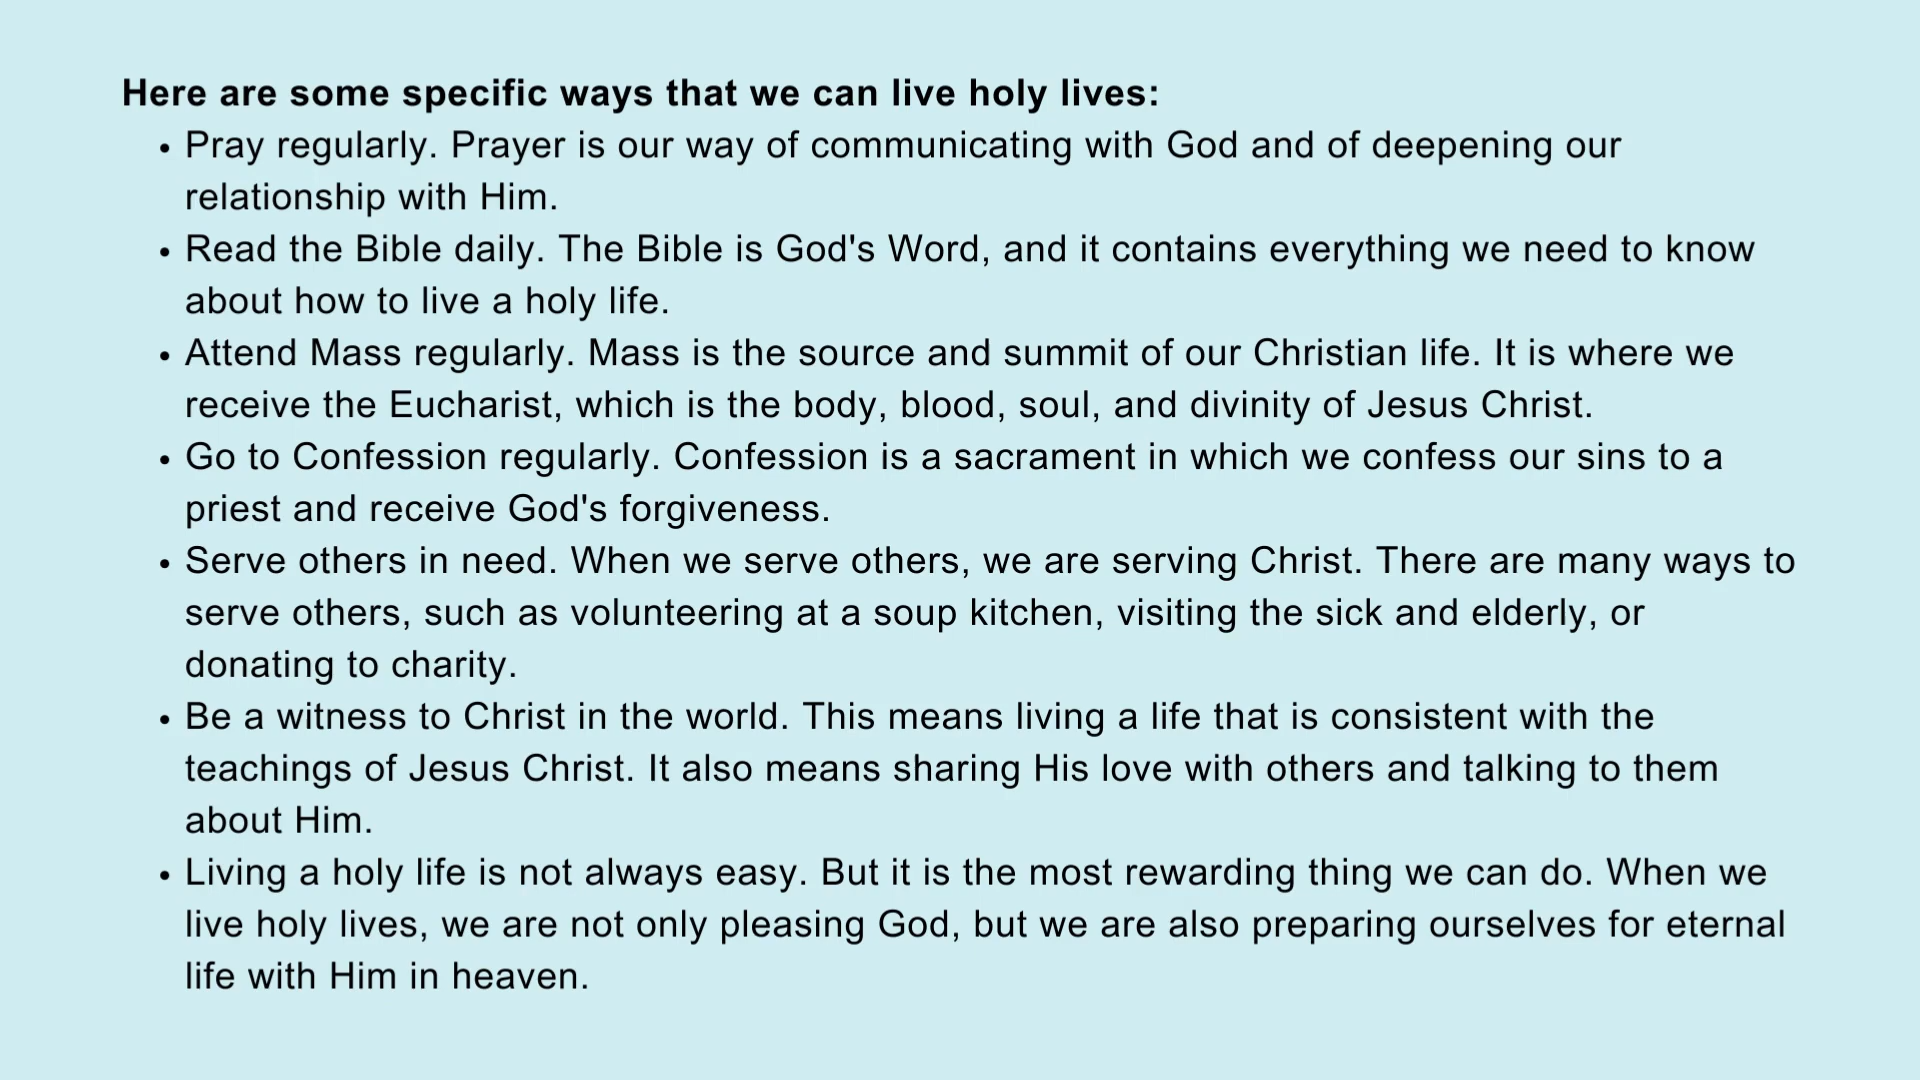 Here are some specific ways that we can live holy lives:
• Pray regularly. Prayer is our way of communicating with God and of deepening our
relationship with Him.
• Read the Bible daily. The Bible is God's Word, and it contains everything we need to know
about how to live a holy life.
• Attend Mass regularly. Mass is the source and summit of our Christian life. It is where we
receive the Eucharist, which is the body, blood, soul, and divinity of Jesus Christ.
• Go to Confession regularly. Confession is a sacrament in which we confess our sins to a
priest and receive God's forgiveness.
• Serve others in need. When we serve others, we are serving Christ. There are many ways to
serve others, such as volunteering at a soup kitchen, visiting the sick and elderly, or
donating to charity.
• Be a witness to Christ in the world. This means living a life that is consistent with the
teachings of Jesus Christ. It also means sharing His love with others and talking to them
about Him.
• Living a holy life is not always easy. But it is the most rewarding thing we can do. When we
live holy lives, we are not only pleasing God, but we are also preparing ourselves for eternal
life with Him in heaven.